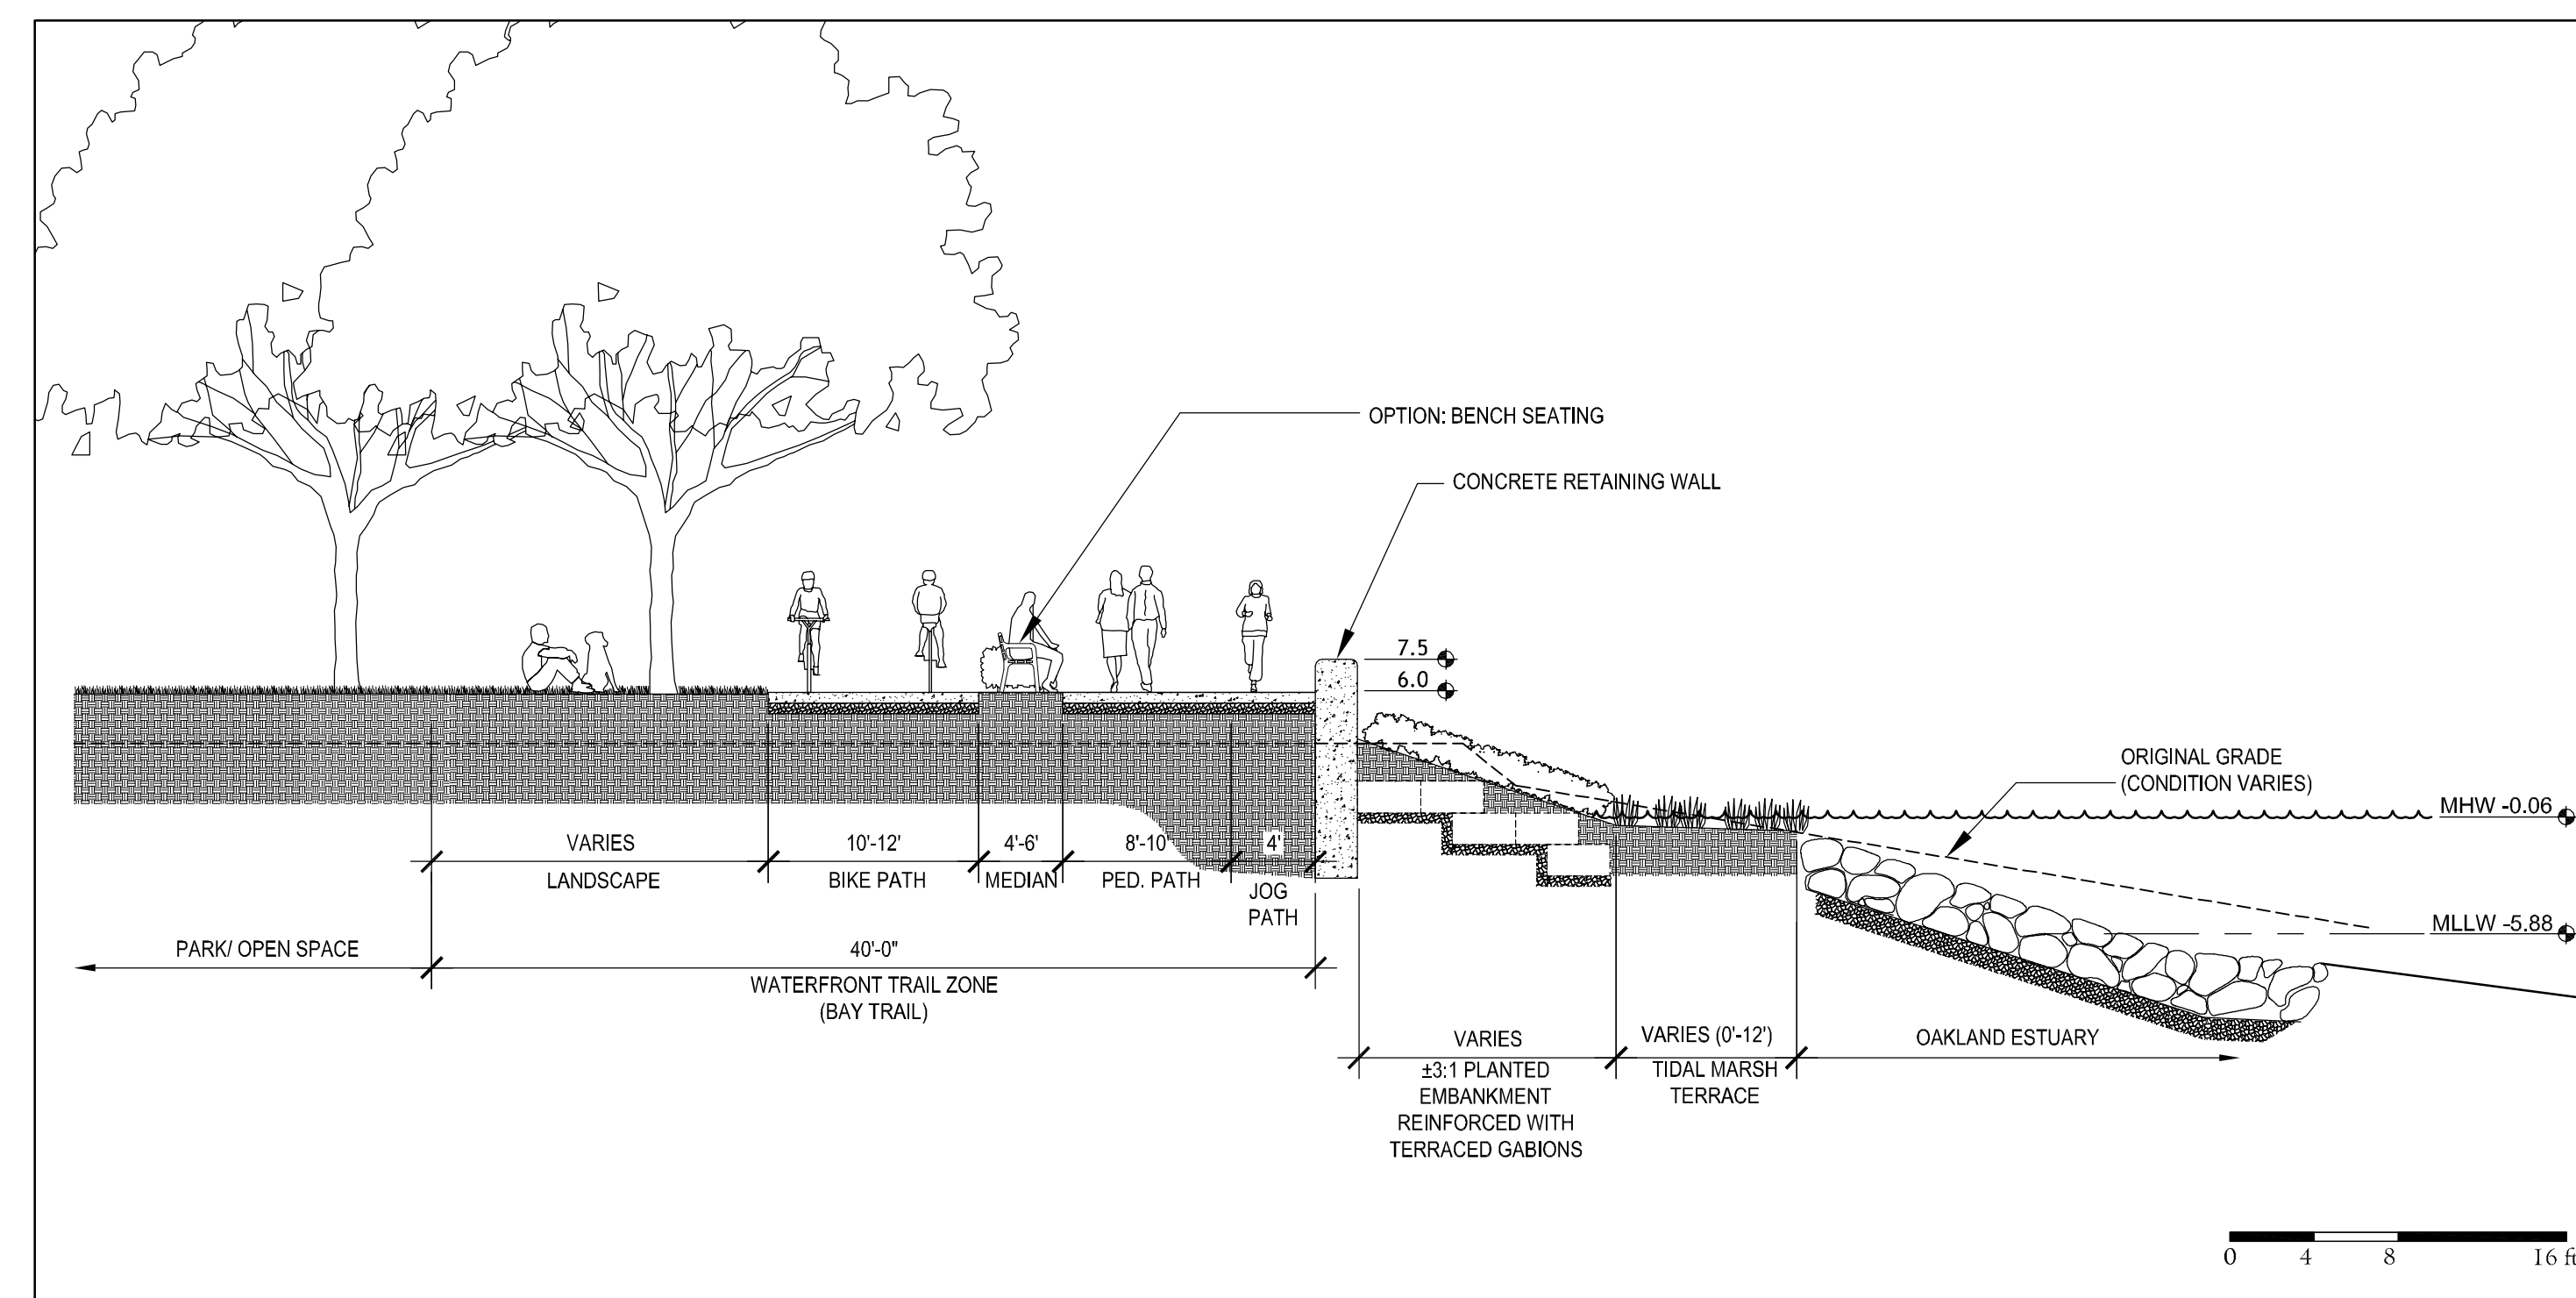 OPTION: BENCH SEATING
CONCRETE RETAINING WALL
7.5
6.0
ORIGINAL GRADE
(CONDITION VARIES)
MHW -0.06
MLLW -5.88
VARIES
LANDSCAPE
10'-12'
BIKE PATH
4'-6'
MEDIAN
8'-10'
PED. PATH
4'
JOG
PATH
PARK/ OPEN SPACE
40'-0"
WATERFRONT TRAIL ZONE
(BAY TRAIL)
VARIES
±3:1 PLANTED
EMBANKMENT
REINFORCED WITH
TERRACED GABIONS
VARIES (0'-12')
TIDAL MARSH
TERRACE
OAKLAND ESTUARY
0 4 8 16 ft